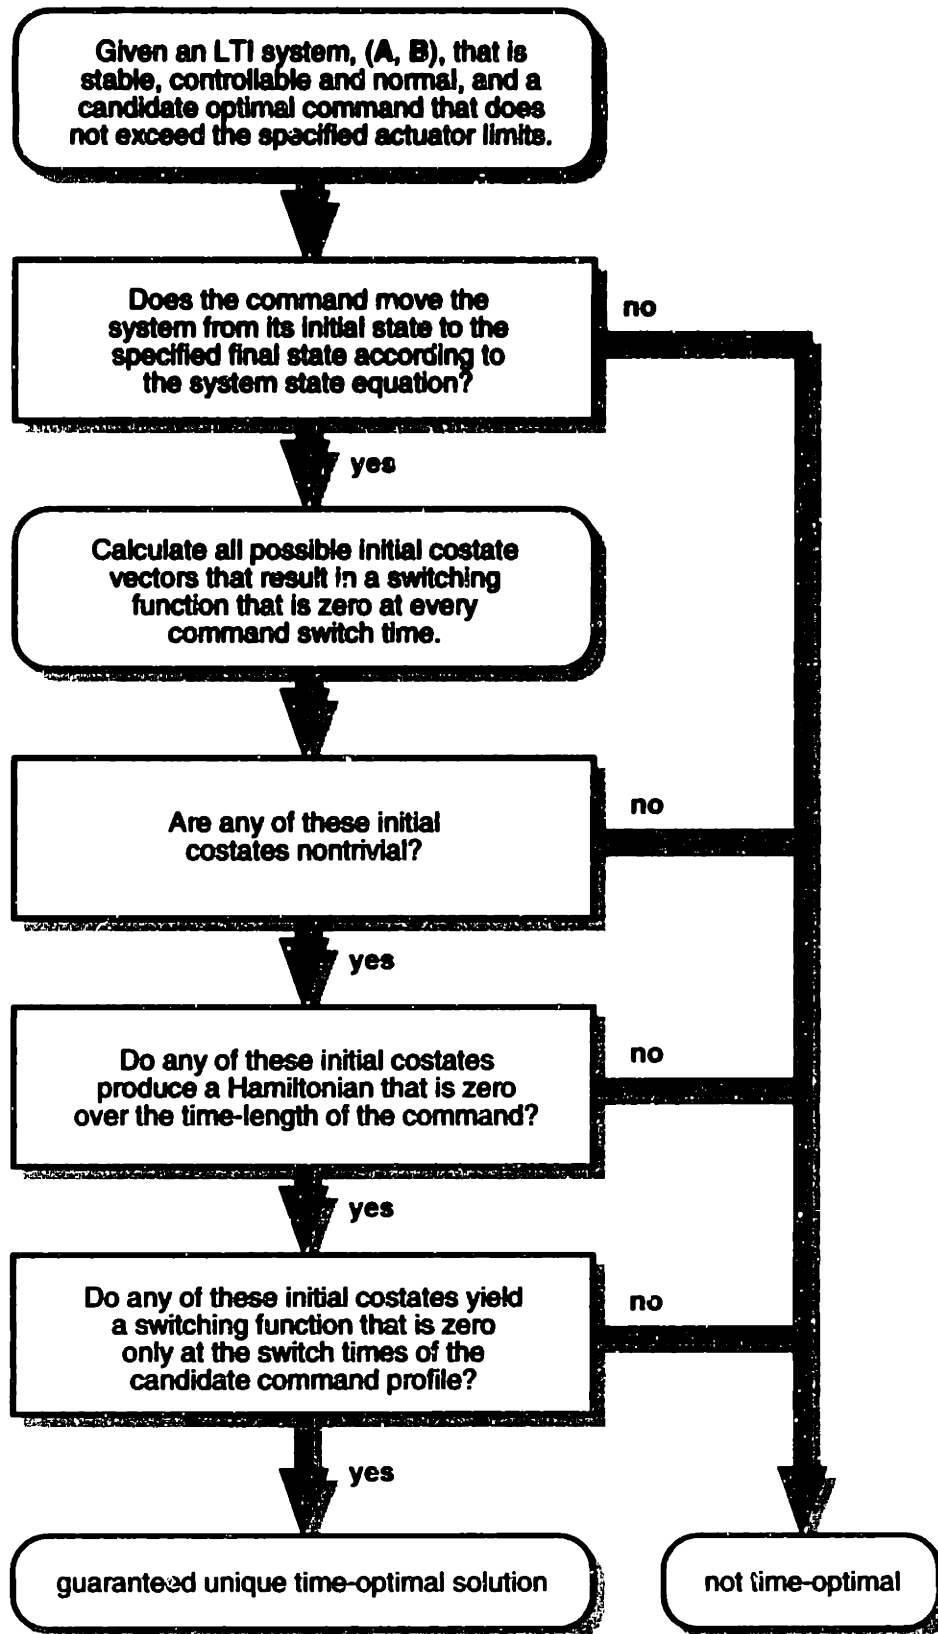 Given an LTI system, (A, B), that is
stable, controllable and normal, and a
candidate optimal command that does
not exceed the specified actuator limits.
Does the command move the
system from its initial state to the
specified final state according to
the system state equation?
no
yes
Calculate all possible initial costate
vectors that result in a switching
function that is zero at every
command switch time.
Are any of these initial
costates nontrivial?
no
yes
Do any of these initial costates
produce a Hamiltonian that is zero
over the time-length of the command?
no
yes
Do any of these initial costates yield
a switching function that is zero
only at the switch times of the
candidate command profile?
no
yes
guaranteed unique time-optimal solution
not time-optimal